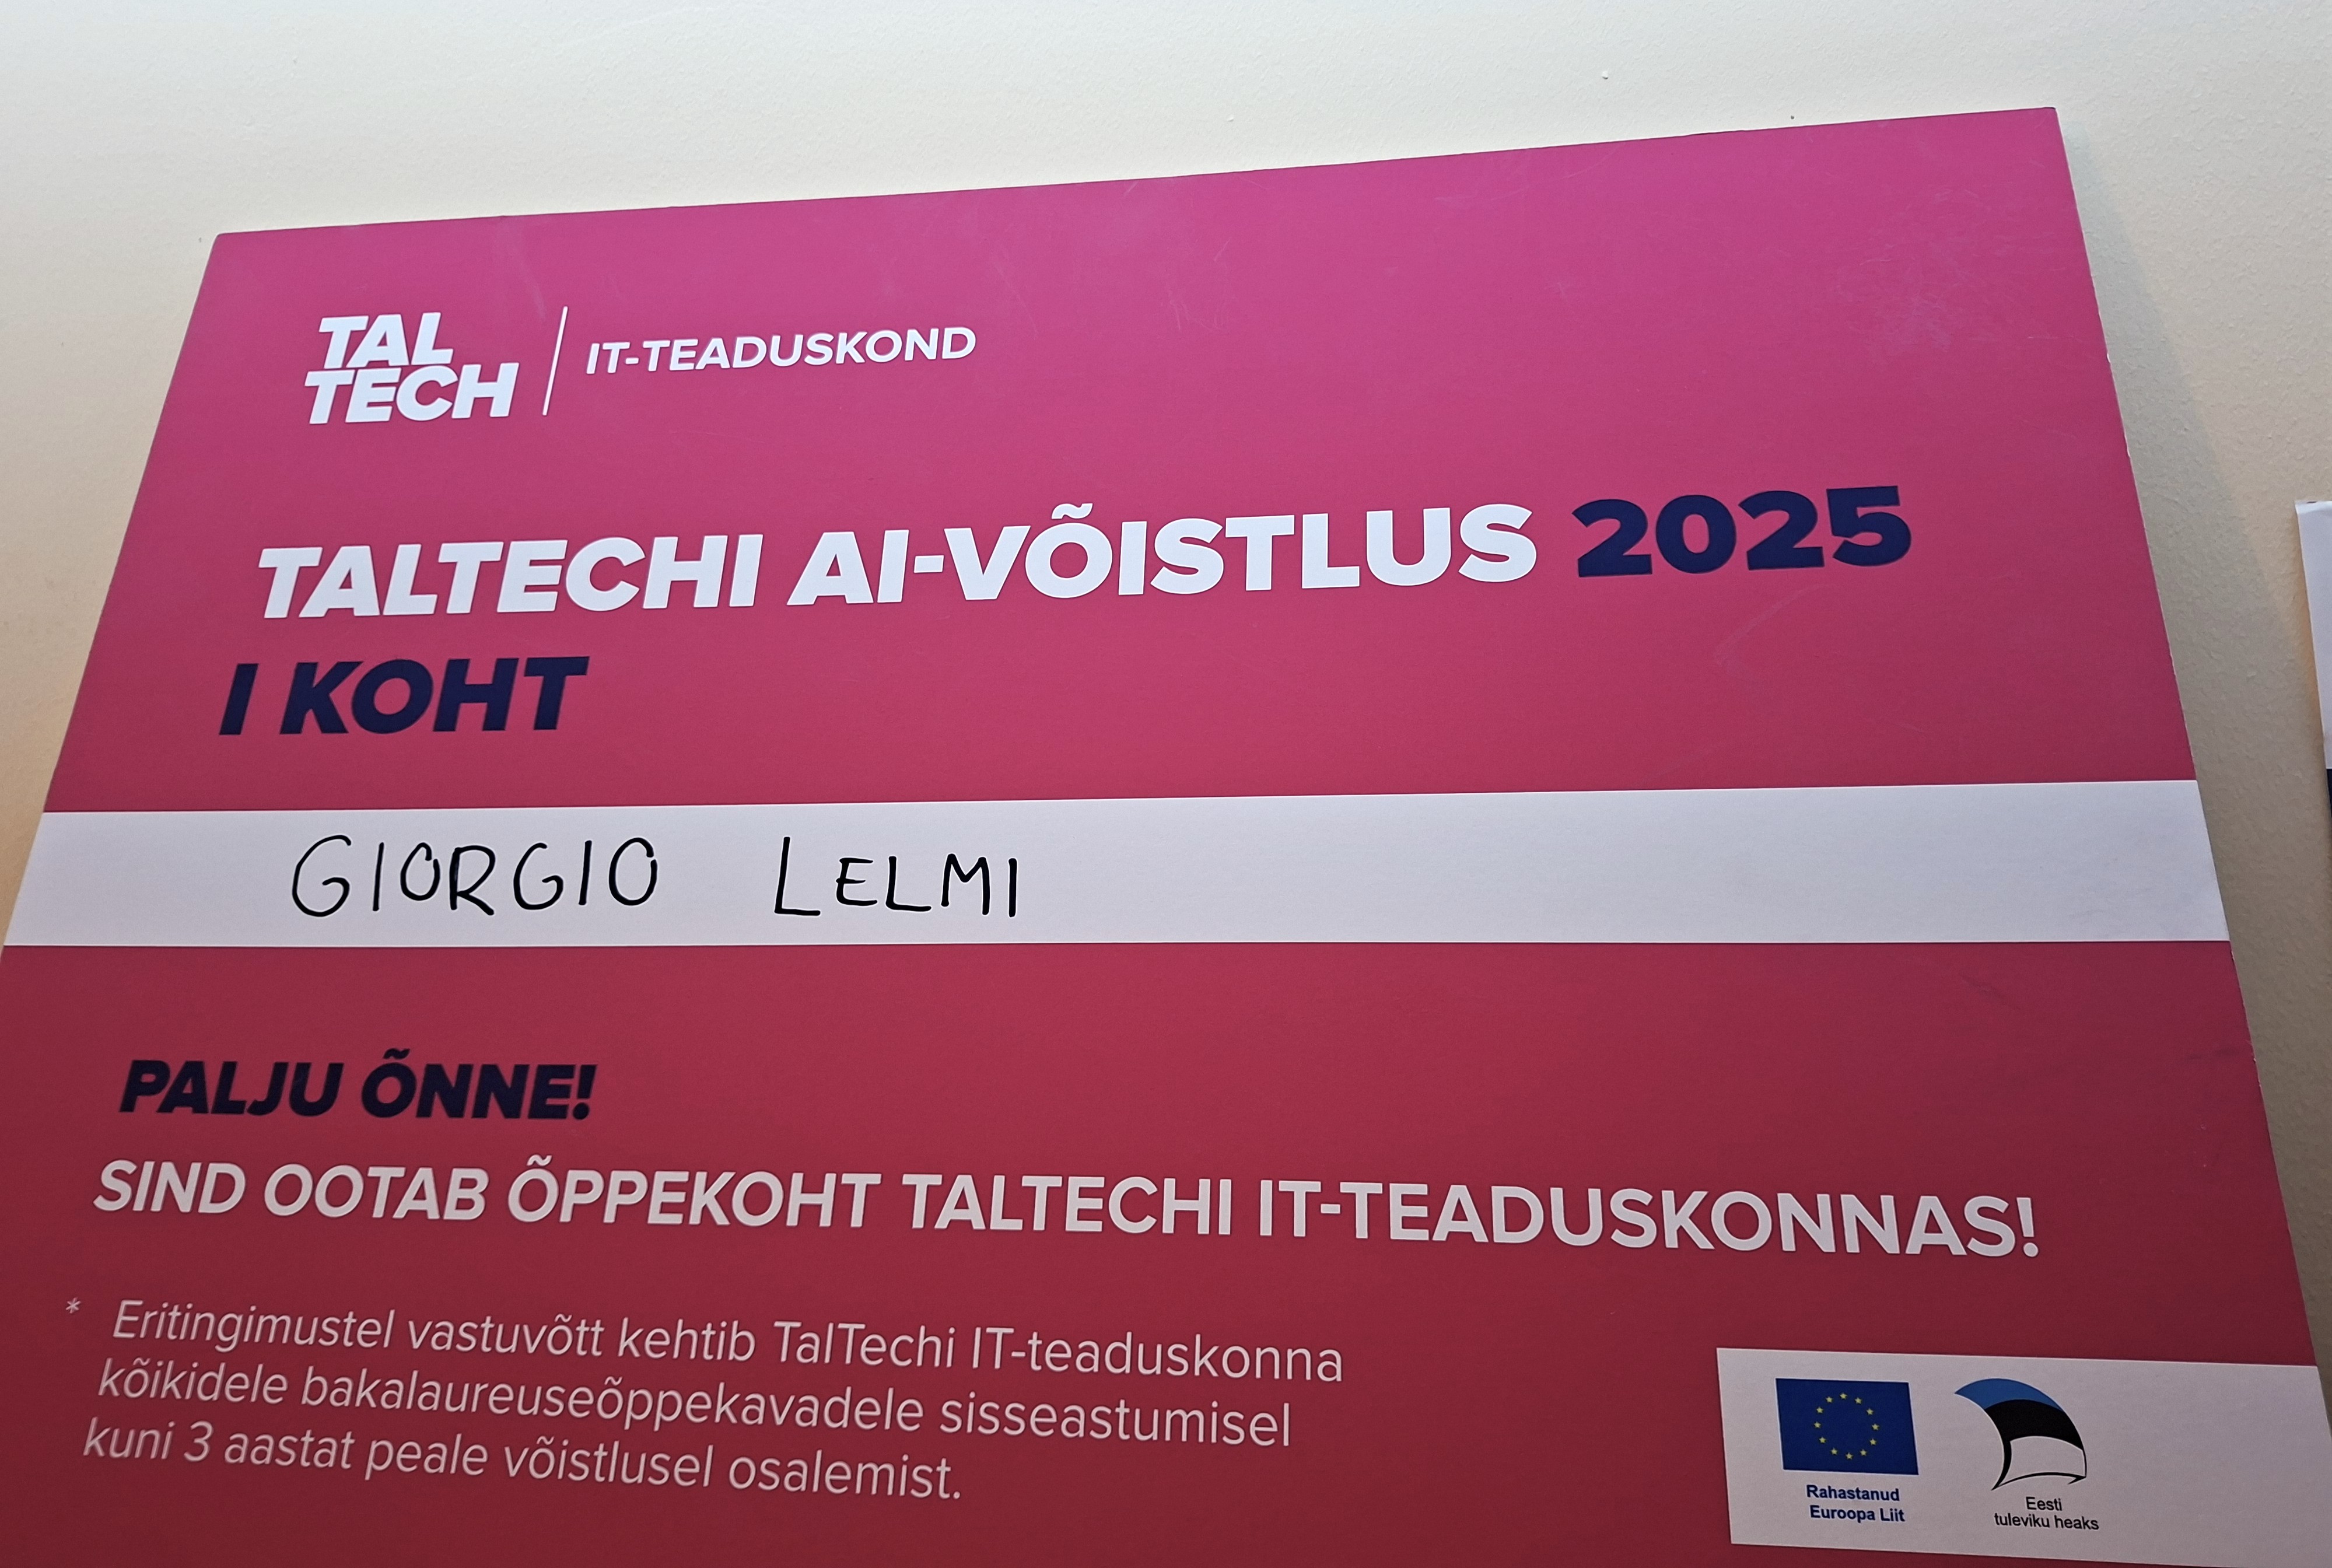 TAL
TECH
IT-TEADUSKOND
TALTECHI AI-VÕISTLUS 2025
I KOHT
GIORGIO LELMI
PALJU ÕNNE!
SIND OOTAB ÕPPEKOHT TALTECHI IT-TEADUSKONNAS!
* Eritingimustel vastuvõtt kehtib TalTechi IT-teaduskonna
kõikidele bakalaureuseõppekavadele sisseastumisel
kuni 3 aastat peale võistlusel osalemist.
Rahastanud
Euroopa Liit
Eesti
tuleviku heaks